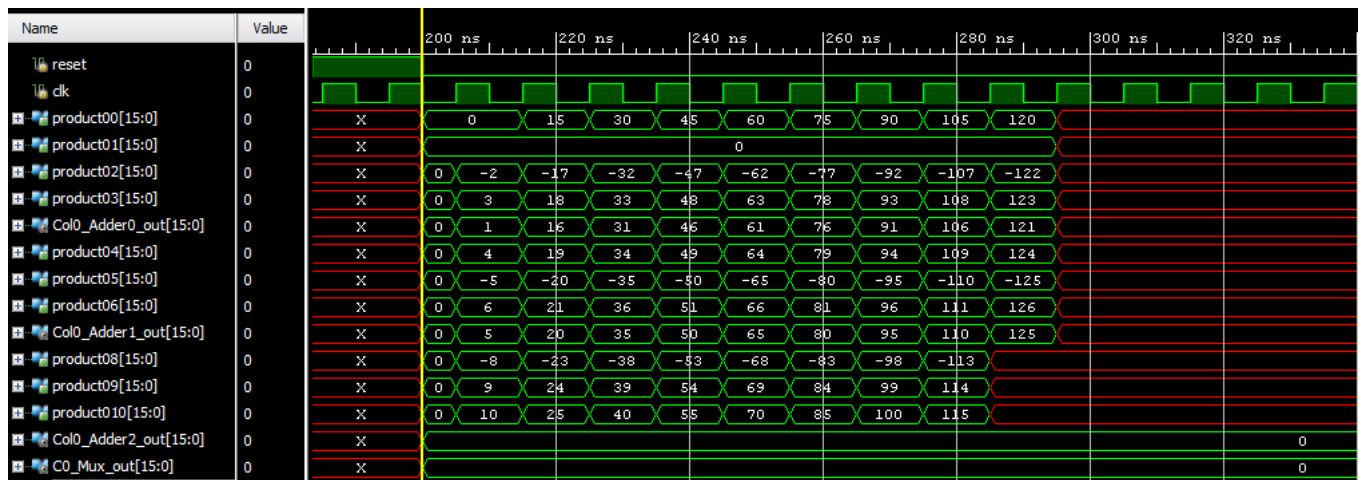 Name Value 200 ns 220 ns 240 ns 260 ns 280 ns 300 ns 320 ns
reset 0
clk 0
product00[15:0] 0 X 0 15 30 45 60 75 90 105 120
product01[15:0] 0 X 0
product02[15:0] 0 X 0 -2 -17 -32 -47 -62 -77 -92 -107 -122
product03[15:0] 0 X 0 3 18 33 48 63 78 93 108 123
Col0_Adder0_out[15:0] 0 X 0 1 16 31 46 61 76 91 106 121
product04[15:0] 0 X 0 4 19 34 49 64 79 94 109 124
product05[15:0] 0 X 0 -5 -20 -35 -50 -65 -80 -95 -110 -125
product06[15:0] 0 X 0 6 21 36 51 66 81 96 111 126
Col0_Adder1_out[15:0] 0 X 0 5 20 35 50 65 80 95 110 125
product08[15:0] 0 X 0 -8 -23 -38 -53 -68 -83 -98 -113
product09[15:0] 0 X 0 9 24 39 54 69 84 99 114
product010[15:0] 0 X 0 10 25 40 55 70 85 100 115
Col0_Adder2_out[15:0] 0 X 0
C0_Mux_out[15:0] 0 X 0